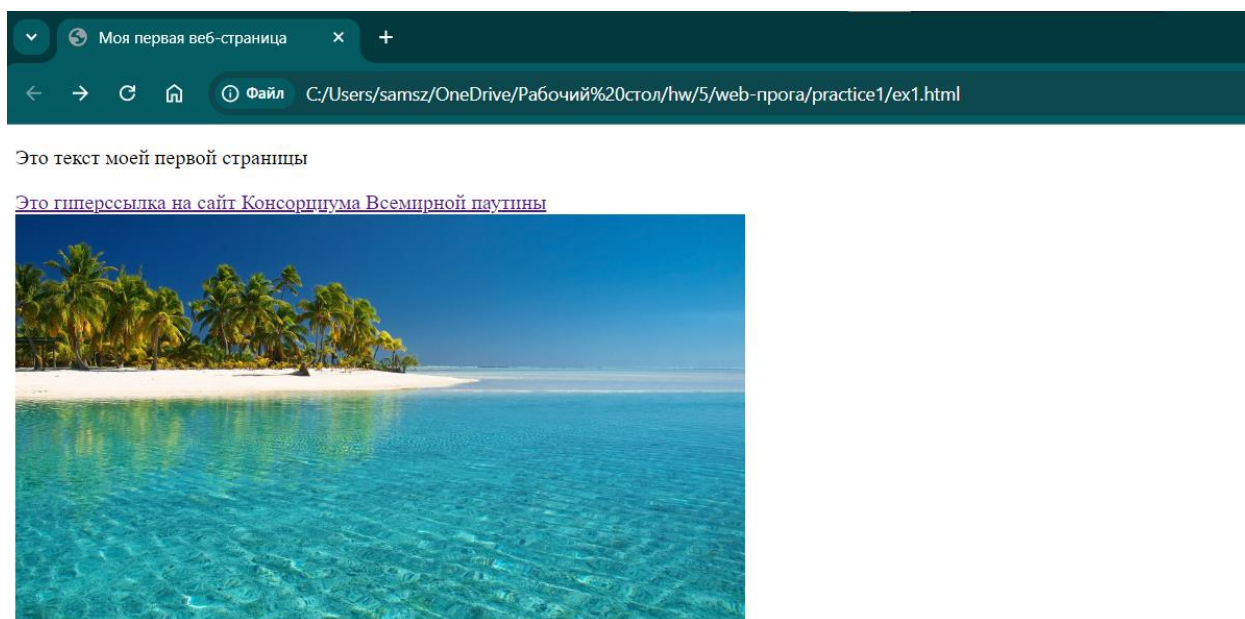 Моя первая веб-страница
Файл C:/Users/samsz/OneDrive/Рабочий%20стол/hw/5/web-прога/practice1/ex1.html
Это текст моей первой страницы
Это гиперссылка на сайт Консорциума Всемирной паутины